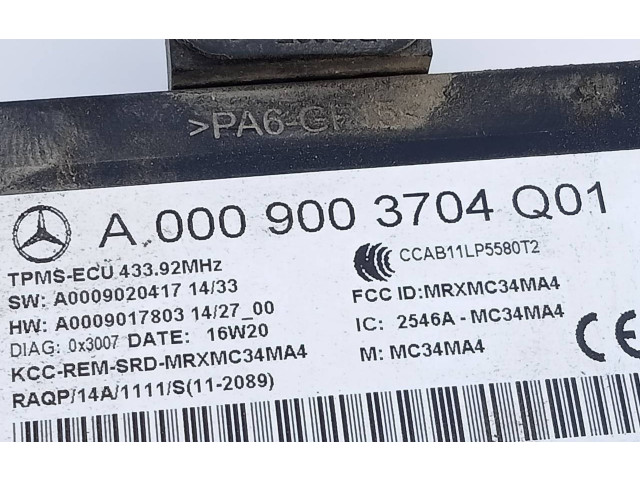 >PA6-GF15<
A 000 900 3704 Q01
TPMS-ECU 433.92MHz
SW: A0009020417 14/33
HW: A0009017803 14/27_00
DIAG: 0x3007 DATE: 16W20
KCC-REM-SRD-MRXMC34MA4
RAQP/14A/1111/S(11-2089)
CCAB11LP5580T2
FCC ID:MRXMC34MA4
IC: 2546A - MC34MA4
M: MC34MA4
CE